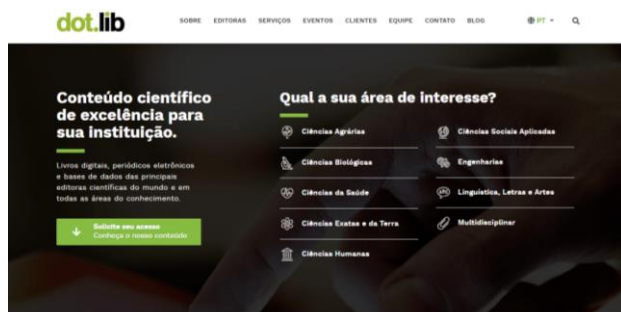 dot.lib
SOBRE EDITORAS SERVIÇOS EVENTOS CLIENTES EQUIPE CONTATO BLOG PT
Conteúdo científico
de excelência para
sua instituição.
Livros digitais, periódicos eletrônicos
e bases de dados das principais
editoras científicas do mundo e em
todas as áreas do conhecimento.
Solicite seu acesso
Conheça o nosso conteúdo
Qual a sua área de interesse?
Ciências Agrárias
Ciências Biológicas
Ciências da Saúde
Ciências Exatas e da Terra
Ciências Humanas
Ciências Sociais Aplicadas
Engenharias
Linguística, Letras e Artes
Multidisciplinar